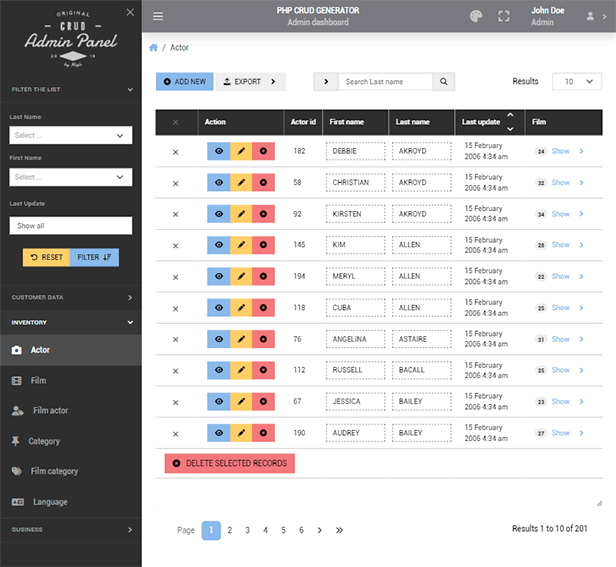 ORIGINAL
CRUD
Admin Panel
20 18
FILTER THE LIST
Last Name
Select ...
First Name
Select ...
Last Update
Show all
RESET FILTER
CUSTOMER DATA
INVENTORY
Actor
Film
Film actor
Category
Film category
Language
BUSINESS
PHP CRUD GENERATOR
Admin dashboard
John Doe
Admin
/ Actor
ADD NEW EXPORT Search Last name Results 10
Action Actor id First name Last name Last update Film
182 DEBBIE AKROYD 15 February 2006 4:34 am 24 Show
58 CHRISTIAN AKROYD 15 February 2006 4:34 am 32 Show
92 KIRSTEN AKROYD 15 February 2006 4:34 am 34 Show
145 KIM ALLEN 15 February 2006 4:34 am 28 Show
194 MERYL ALLEN 15 February 2006 4:34 am 22 Show
118 CUBA ALLEN 15 February 2006 4:34 am 25 Show
76 ANGELINA ASTAIRE 15 February 2006 4:34 am 31 Show
112 RUSSELL BACALL 15 February 2006 4:34 am 25 Show
67 JESSICA BAILEY 15 February 2006 4:34 am 23 Show
190 AUDREY BAILEY 15 February 2006 4:34 am 27 Show
DELETE SELECTED RECORDS
Page 1 2 3 4 5 6 Results 1 to 10 of 201